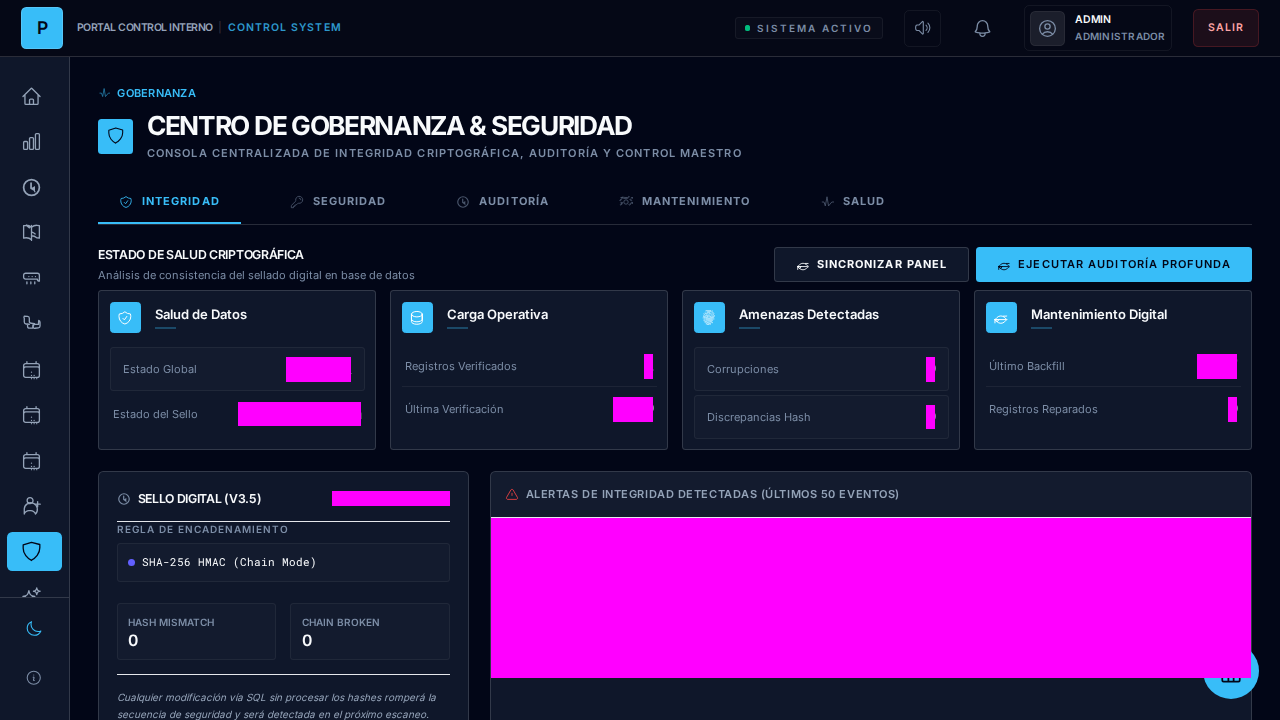 P PORTAL CONTROL INTERNO | CONTROL SYSTEM
SISTEMA ACTIVO
ADMIN
ADMINISTRADOR
SALIR
GOBERNANZA
CENTRO DE GOBERNANZA & SEGURIDAD
CONSOLA CENTRALIZADA DE INTEGRIDAD CRIPTOGRÁFICA, AUDITORÍA Y CONTROL MAESTRO
INTEGRIDAD SEGURIDAD AUDITORÍA MANTENIMIENTO SALUD
ESTADO DE SALUD CRIPTOGRÁFICA
Análisis de consistencia del sellado digital en base de datos
SINCRONIZAR PANEL
EJECUTAR AUDITORÍA PROFUNDA
Salud de Datos
Estado Global
Estado del Sello
Carga Operativa
Registros Verificados
Última Verificación
Amenazas Detectadas
Corrupciones
Discrepancias Hash
Mantenimiento Digital
Último Backfill
Registros Reparados
SELLO DIGITAL (V3.5)
REGLA DE ENCADENAMIENTO
SHA-256 HMAC (Chain Mode)
HASH MISMATCH
0
CHAIN BROKEN
0
Cualquier modificación vía SQL sin procesar los hashes romperá la
secuencia de seguridad y será detectada en el próximo escaneo.
ALERTAS DE INTEGRIDAD DETECTADAS (ÚLTIMOS 50 EVENTOS)